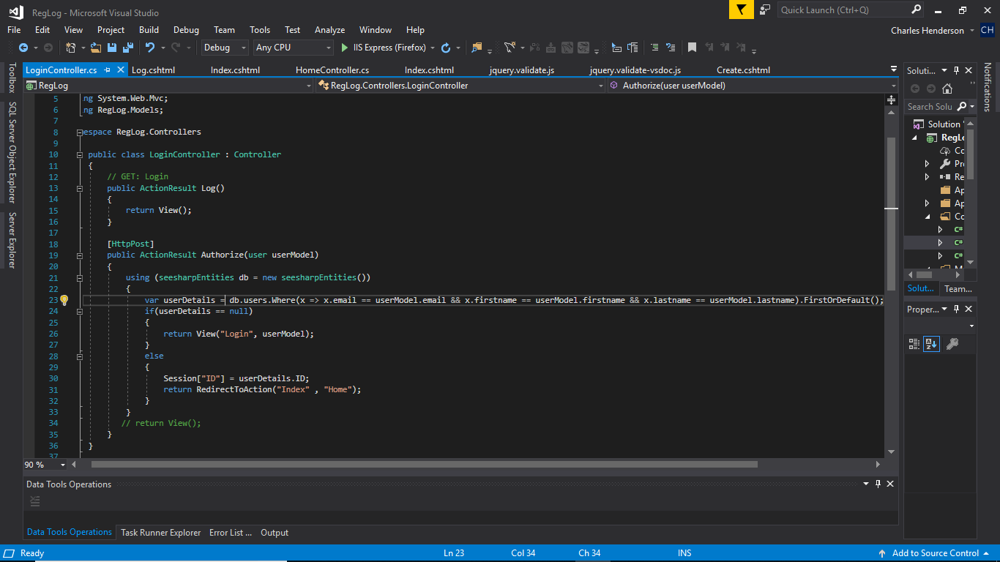 RegLog - Microsoft Visual Studio
Quick Launch (Ctrl+Q)
File Edit View Project Build Debug Team Tools Test Analyze Window Help
Charles Henderson CH
Debug Any CPU IIS Express (Firefox)
LoginController.cs Log.cshtml Index.cshtml HomeController.cs Index.cshtml jquery.validate.js jquery.validate-vsdoc.js Create.cshtml
RegLog RegLog.Controllers.LoginController Authorize(user userModel)
Toolbox
SQL Server Object Explorer
Server Explorer
5 ng System.Web.Mvc;
6 ng RegLog.Models;
7
8 espace RegLog.Controllers
9
10 public class LoginController : Controller
11 {
12 // GET: Login
13 public ActionResult Log()
14 {
15 return View();
16 }
17
18 [HttpPost]
19 public ActionResult Authorize(user userModel)
20 {
21 using (seesharpEntities db = new seesharpEntities())
22 {
23 var userDetails = db.users.Where(x => x.email == userModel.email && x.firstname == userModel.firstname && x.lastname == userModel.lastname).FirstOrDefault();
24 if(userDetails == null)
25 {
26 return View("Login", userModel);
27 }
28 else
29 {
30 Session["ID"] = userDetails.ID;
31 return RedirectToAction("Index" , "Home");
32 }
33 }
34 // return View();
35 }
36 }
37
90 %
Data Tools Operations
Data Tools Operations Task Runner Explorer Error List ... Output
Soluti...
Search Solu
Solution '
RegLo
Co
Pr
Re
Ap
Ap
Co
C#
C#
C#
M
Solut... Team...
Proper...
Notifications
Ready Ln 23 Col 34 Ch 34 INS Add to Source Control